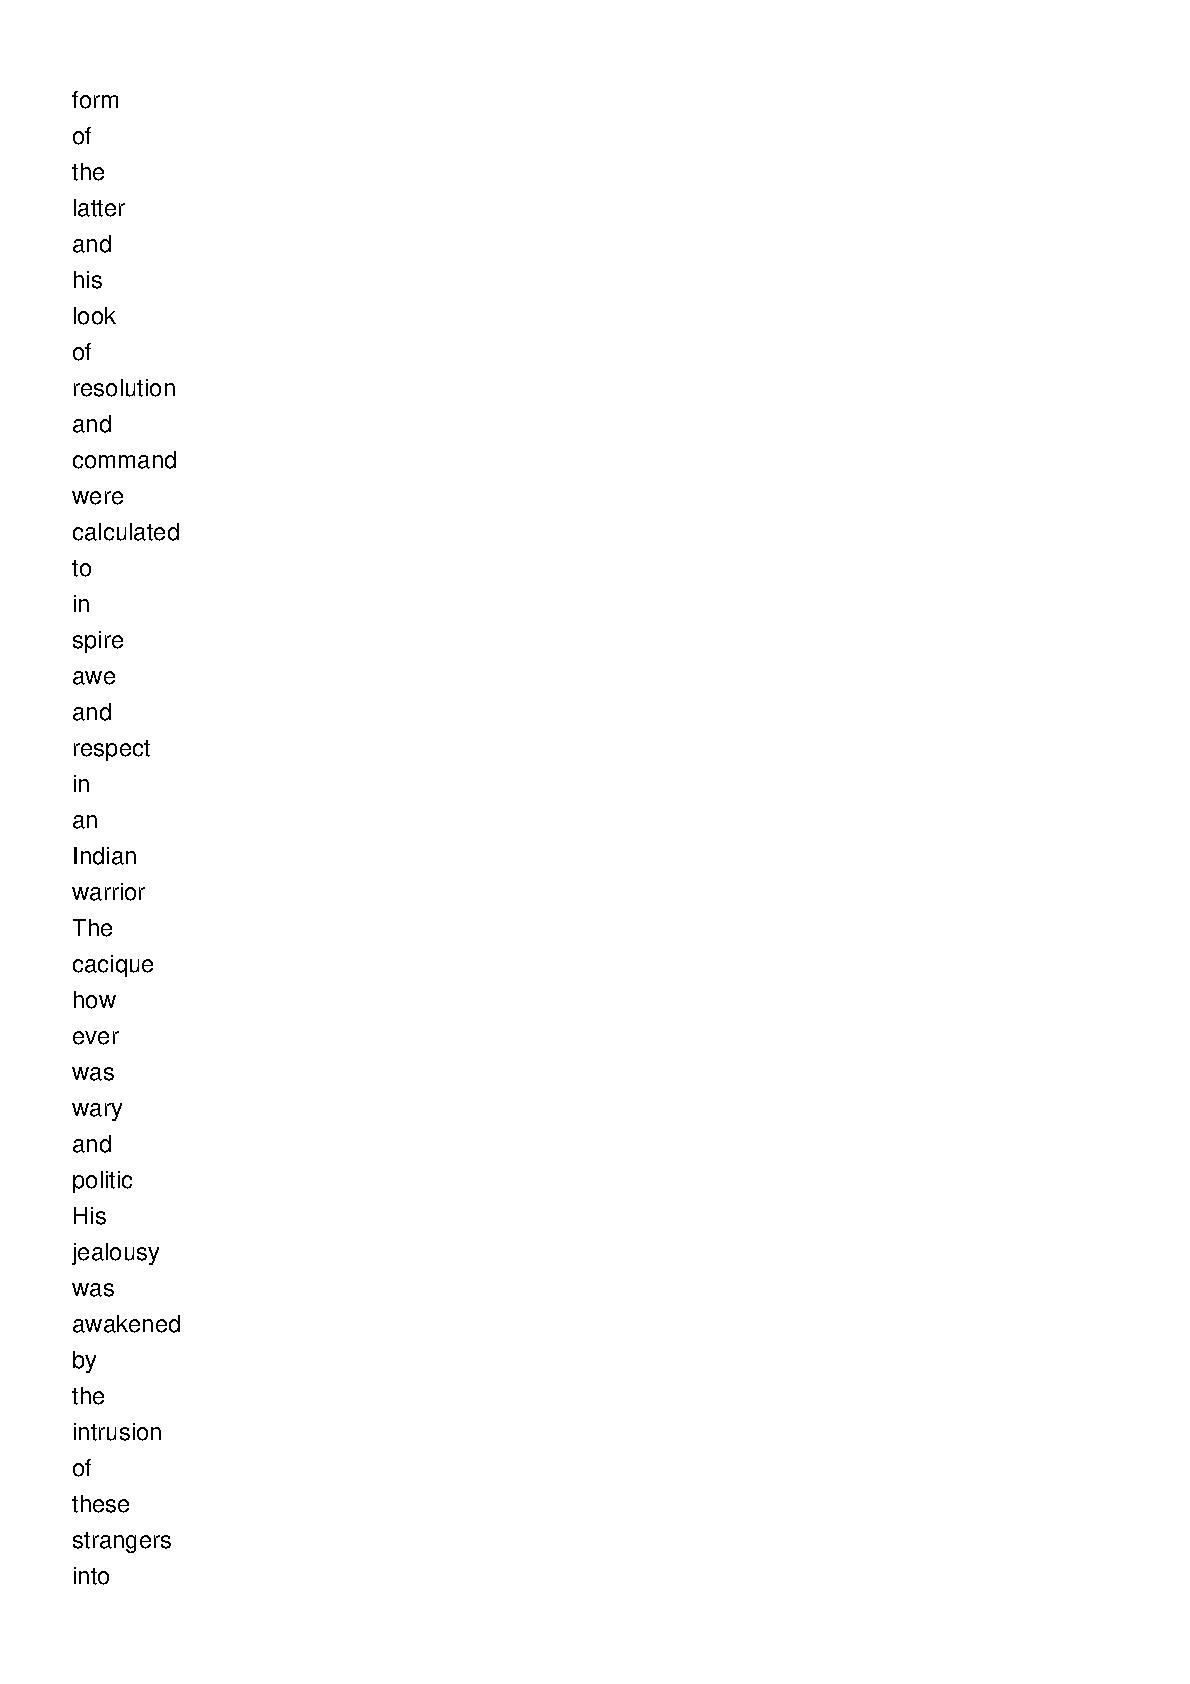 form
of
the
latter
and
his
look
of
resolution
and
command
were
calculated
to
in
spire
awe
and
respect
in
an
Indian
warrior
The
cacique
how
ever
was
wary
and
politic
His
jealousy
was
awakened
by
the
intrusion
of
these
strangers
into